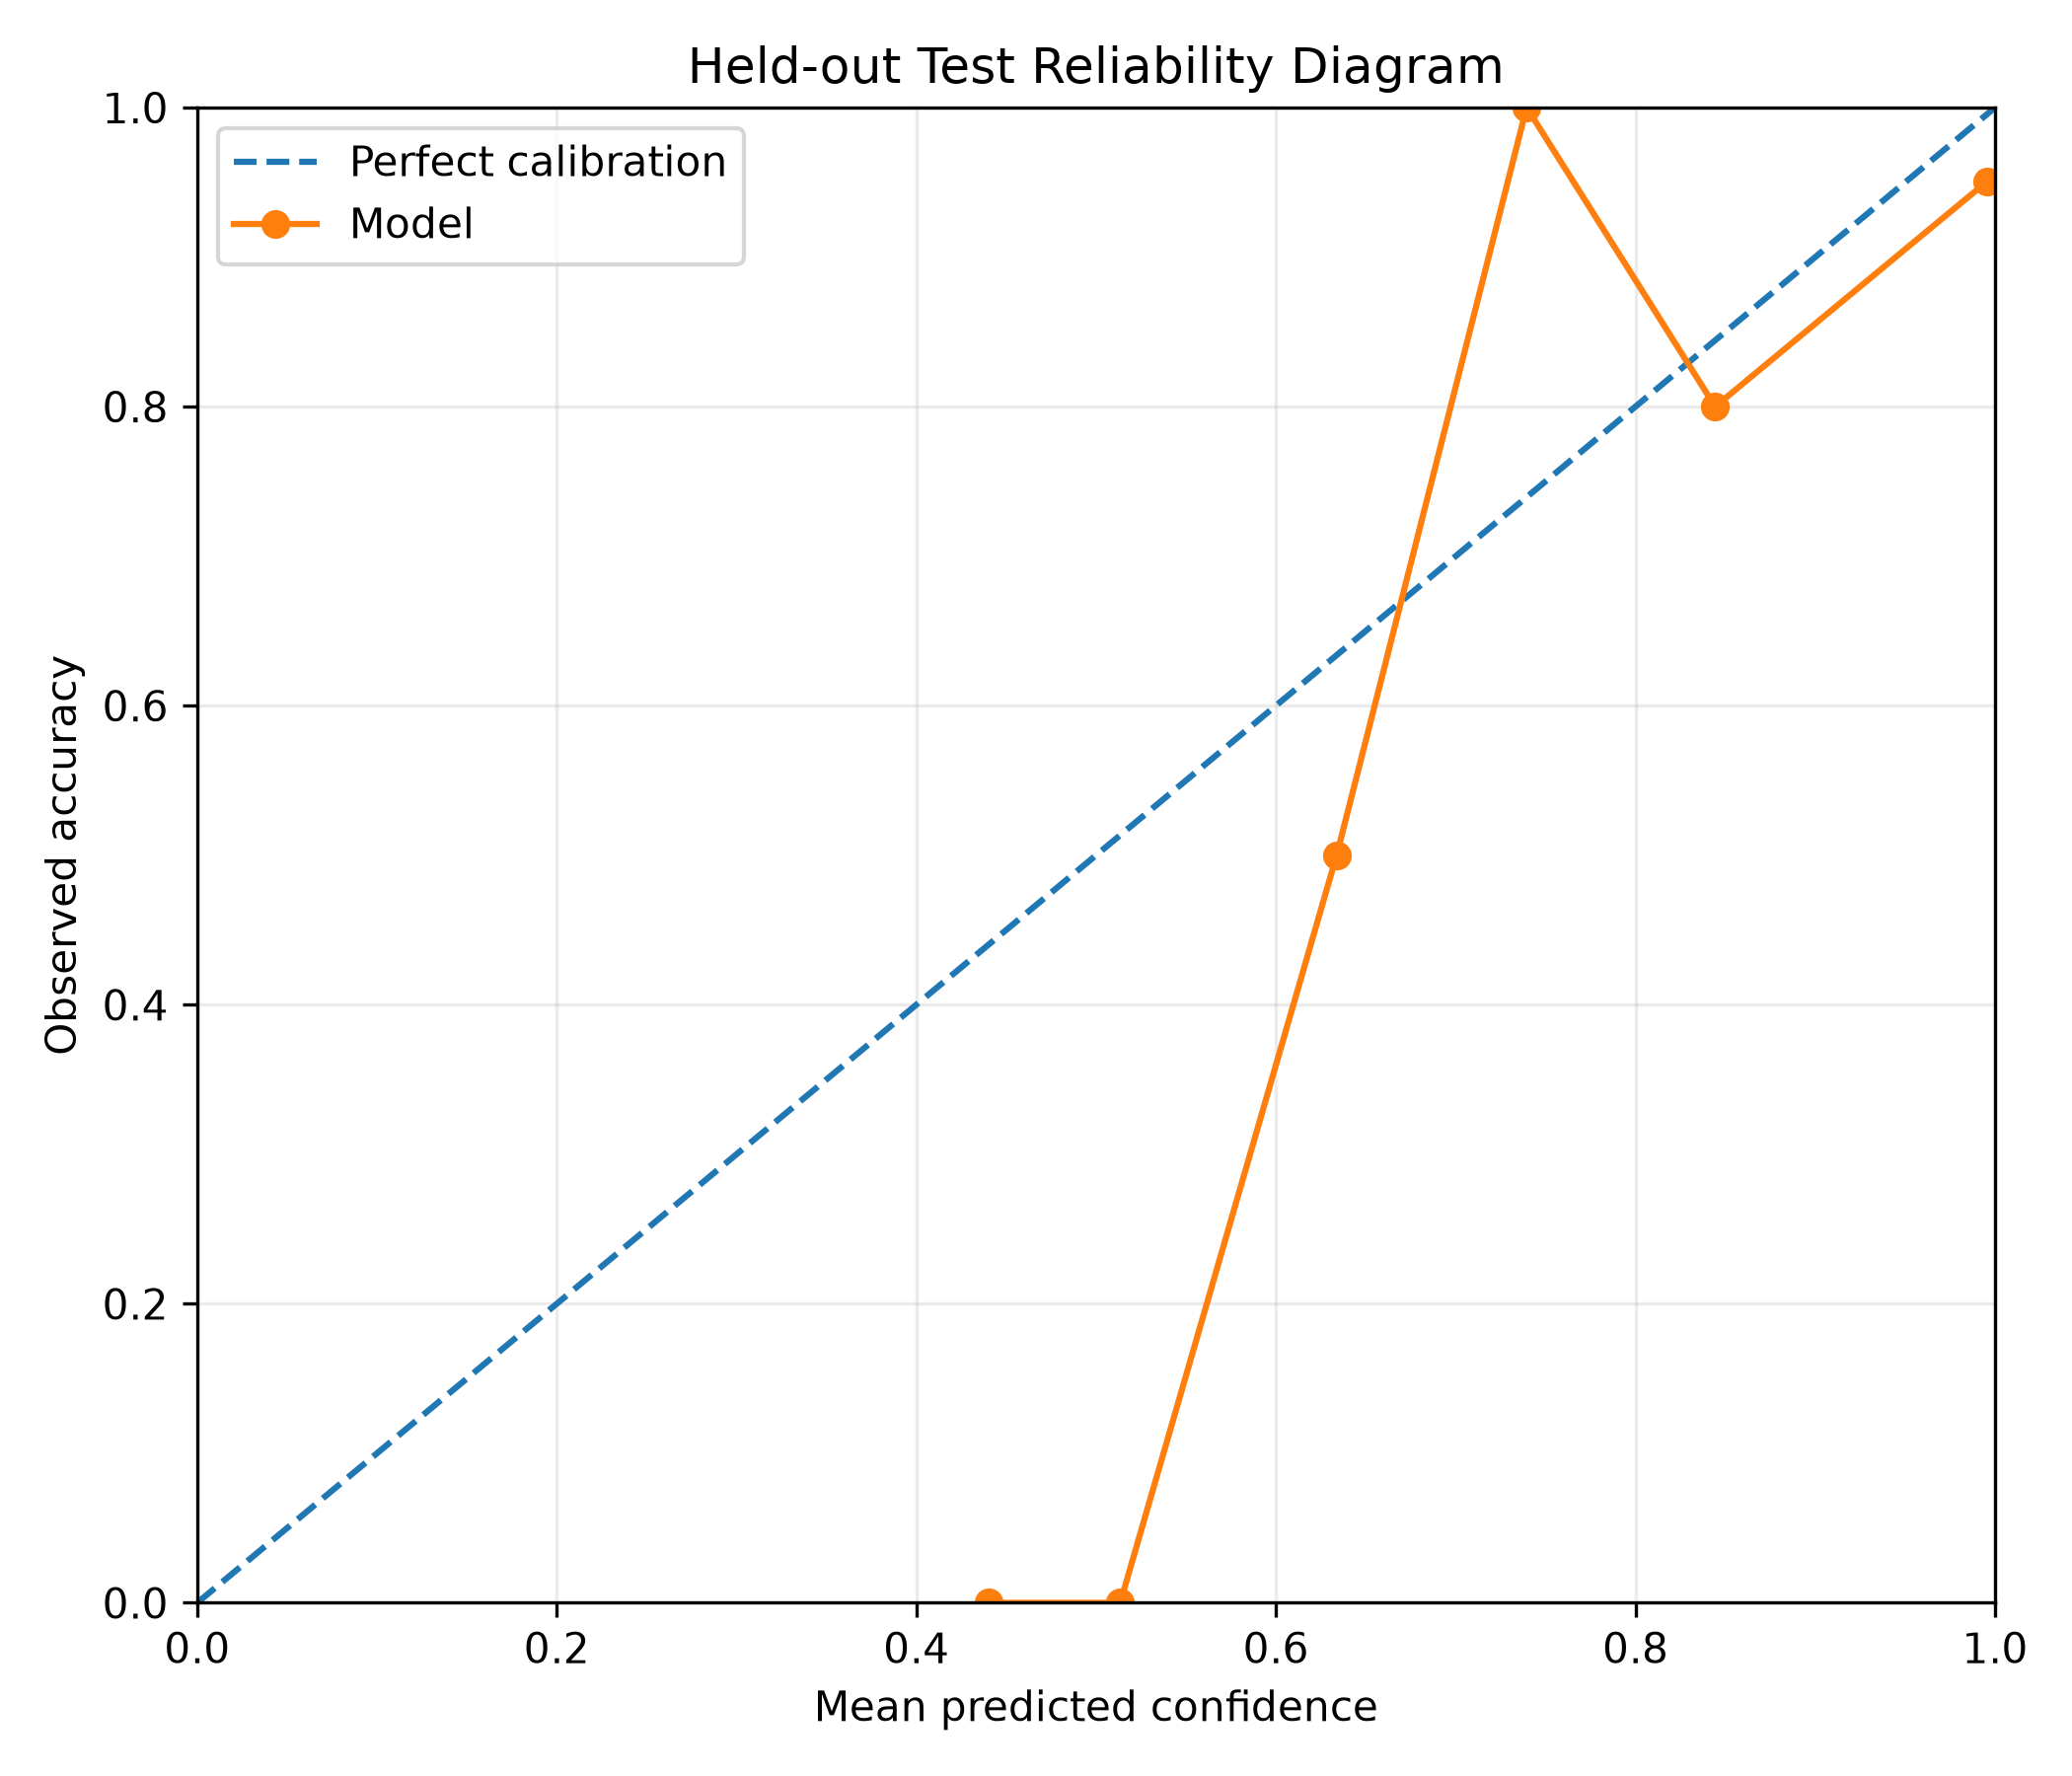 Held-out Test Reliability Diagram
Perfect calibration
Model
Observed accuracy
1.0
0.8
0.6
0.4
0.2
0.0
0.0 0.2 0.4 0.6 0.8 1.0
Mean predicted confidence